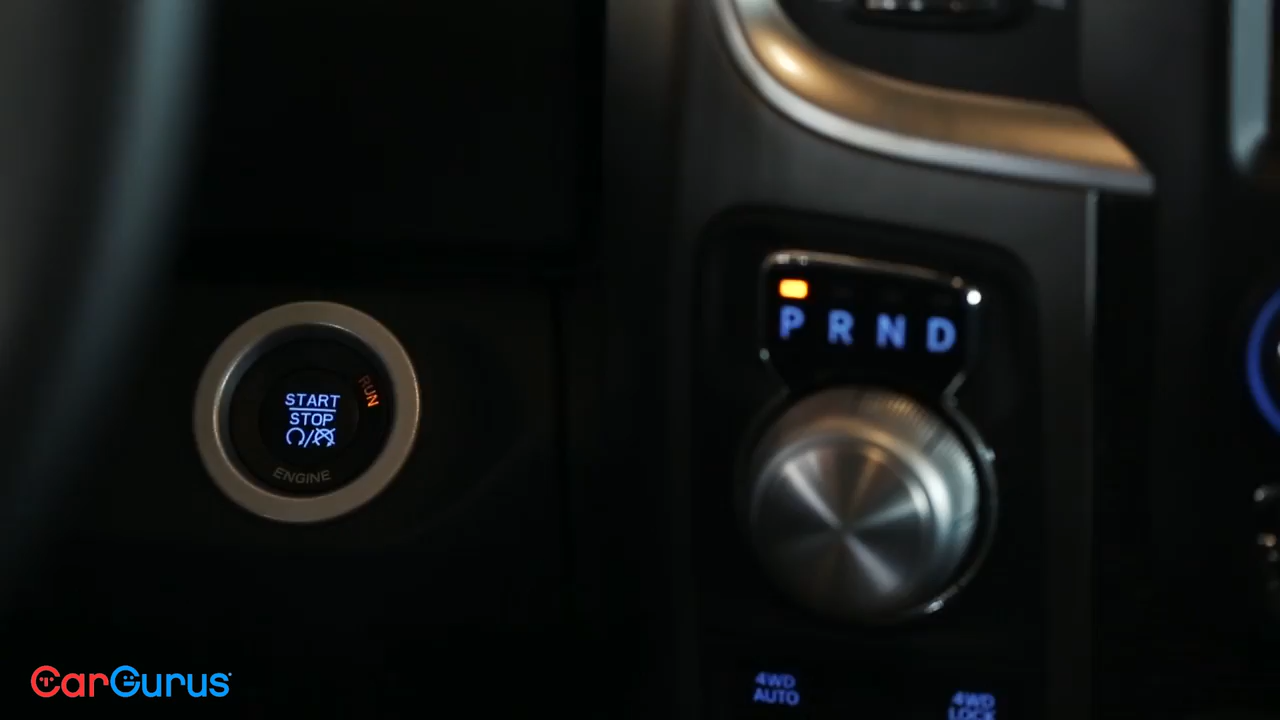 START
STOP
RUN
ENGINE
P R N D
4WD
AUTO
4WD
LOCK
CarGurus